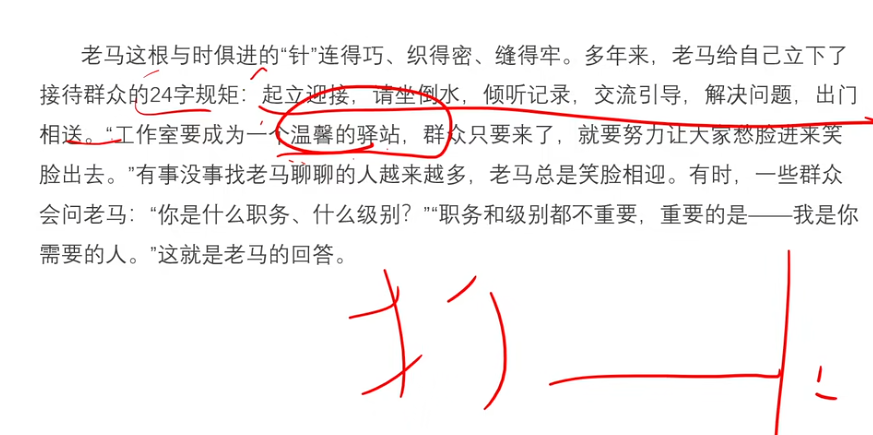 老马这根与时俱进的“针”连得巧、织得密、缝得牢。多年来，老马给自己立下了
接待群众的24字规矩：起立迎接，请坐倒水，倾听记录，交流引导，解决问题，出门
相送。“工作室要成为一个温馨的驿站，群众只要来了，就要努力让大家愁脸进来笑
脸出去。”有事没事找老马聊聊的人越来越多，老马总是笑脸相迎。有时，一些群众
会问老马：“你是什么职务、什么级别？”“职务和级别都不重要，重要的是——我是你
需要的人。”这就是老马的回答。